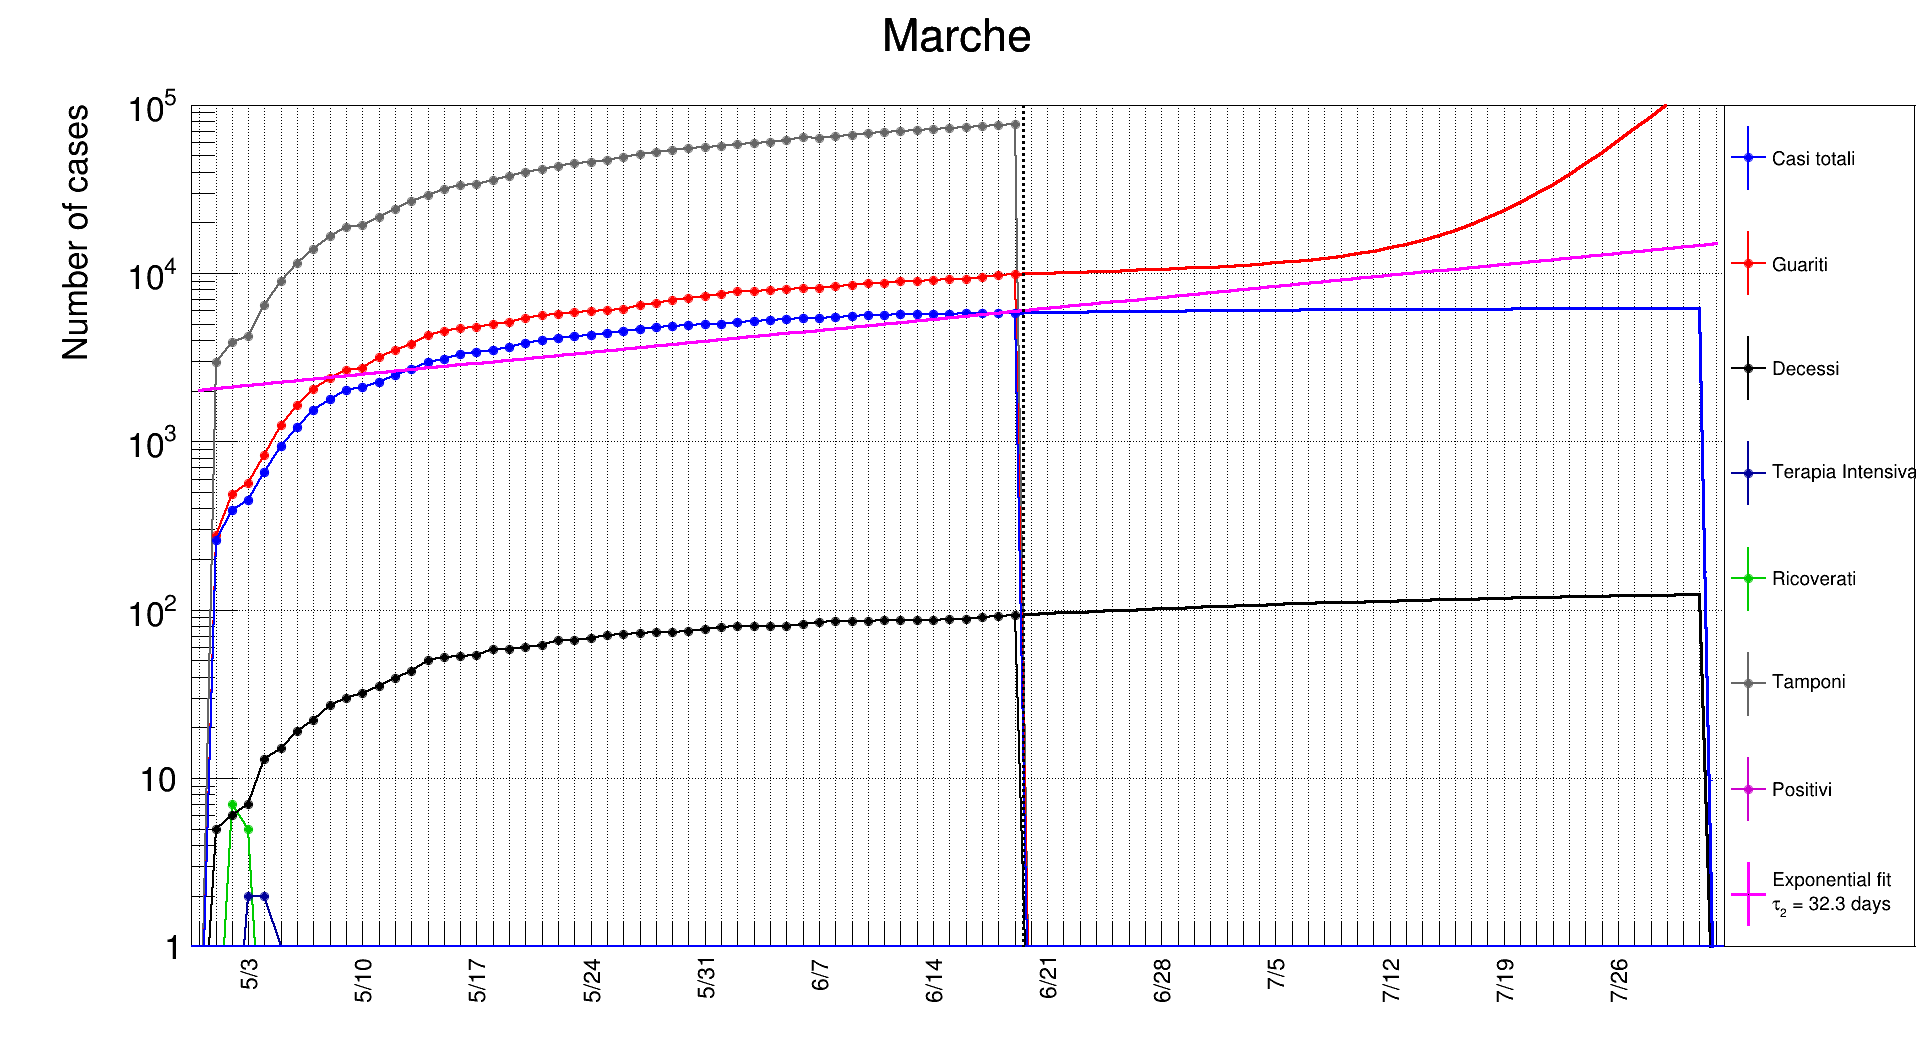 Marche
Number of cases
10^5
10^4
10^3
10^2
10
1
5/3 5/10 5/17 5/24 5/31 6/7 6/14 6/21 6/28 7/5 7/12 7/19 7/26
Casi totali
Guariti
Decessi
Terapia Intensiva
Ricoverati
Tamponi
Positivi
Exponential fit
τ_2 = 32.3 days